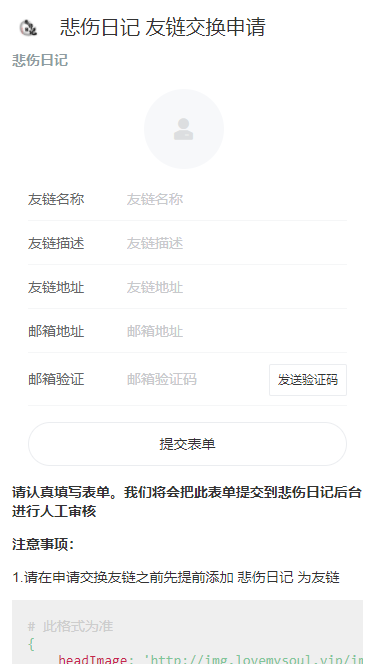 悲伤日记 友链交换申请
悲伤日记
友链名称 友链名称
友链描述 友链描述
友链地址 友链地址
邮箱地址 邮箱地址
邮箱验证 邮箱验证码 发送验证码
提交表单
请认真填写表单。我们将会把此表单提交到悲伤日记后台
进行人工审核
注意事项：
1.请在申请交换友链之前先提前添加 悲伤日记 为友链
# 此格式为准
{
headImage: 'http://img.lovemysoul.vip/im